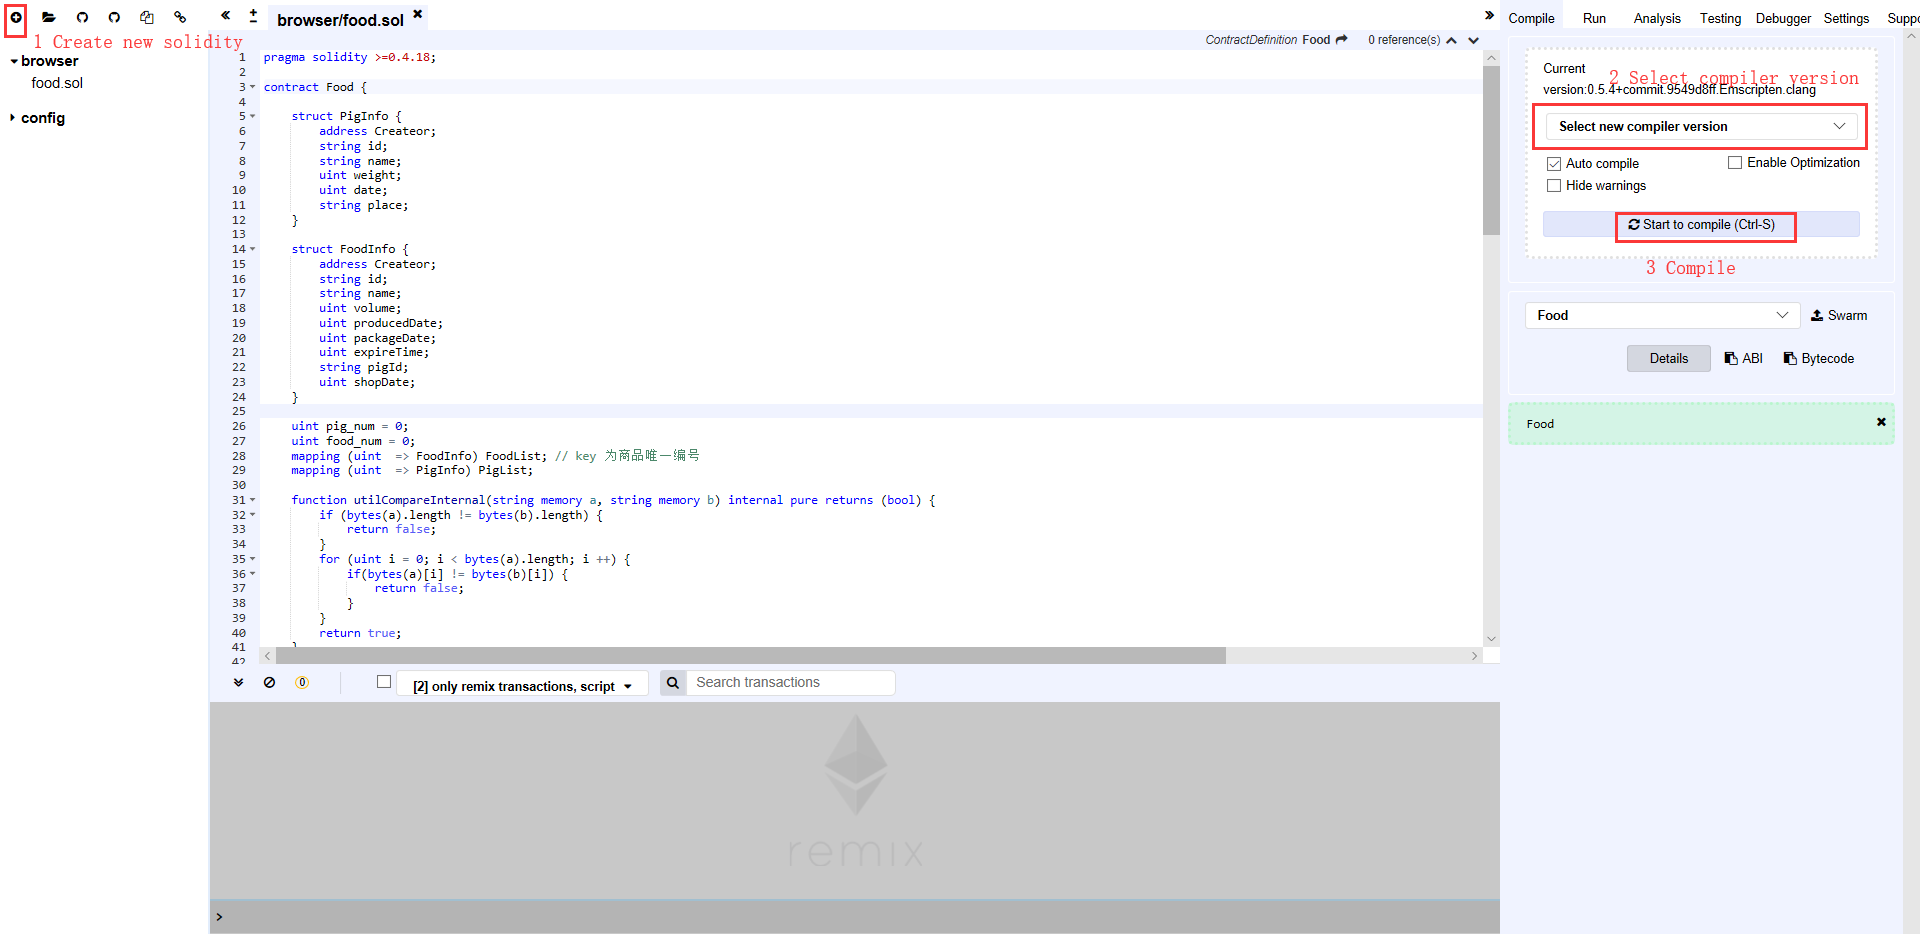 browser/food.sol
1 Create new solidity
browser
food.sol
config
ContractDefinition Food 0 reference(s)
1 pragma solidity >=0.4.18;
2
3 contract Food {
4
5 struct PigInfo {
6 address Createor;
7 string id;
8 string name;
9 uint weight;
10 uint date;
11 string place;
12 }
13
14 struct FoodInfo {
15 address Createor;
16 string id;
17 string name;
18 uint volume;
19 uint producedDate;
20 uint packageDate;
21 uint expireTime;
22 string pigId;
23 uint shopDate;
24 }
25
26 uint pig_num = 0;
27 uint food_num = 0;
28 mapping (uint => FoodInfo) FoodList; // key 为商品唯一编号
29 mapping (uint => PigInfo) PigList;
30
31 function utilCompareInternal(string memory a, string memory b) internal pure returns (bool) {
32 if (bytes(a).length != bytes(b).length) {
33 return false;
34 }
35 for (uint i = 0; i < bytes(a).length; i ++) {
36 if(bytes(a)[i] != bytes(b)[i]) {
37 return false;
38 }
39 }
40 return true;
41 }
42
0
[2] only remix transactions, script
Search transactions
remix
>
Compile Run Analysis Testing Debugger Settings Suppo
Current
2 Select compiler version
version:0.5.4+commit.9549d8ff.Emscripten.clang
Select new compiler version
Auto compile Enable Optimization
Hide warnings
Start to compile (Ctrl-S)
3 Compile
Food Swarm
Details ABI Bytecode
Food